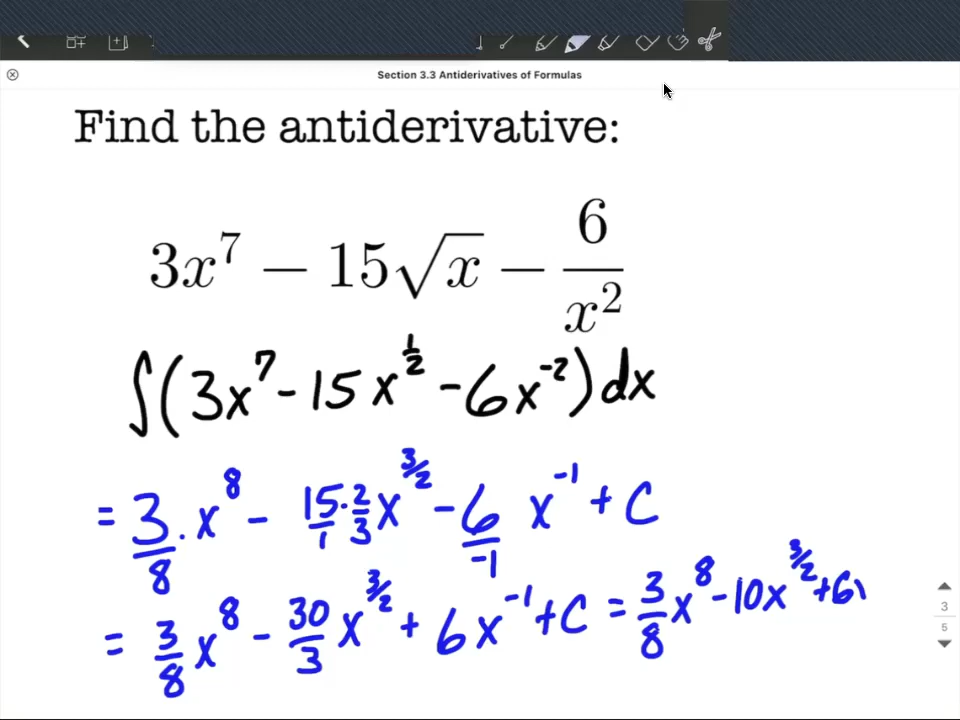 Section 3.3 Antiderivatives of Formulas
Find the antiderivative:
3x⁷ − 15√x − 6/x²
∫(3x⁷ - 15x^(1/2) - 6x⁻²)dx
= 3/8 · x⁸ - 15/1 · 2/3 x^(3/2) - 6/-1 x⁻¹ + C
= 3/8 x⁸ - 30/3 x^(3/2) + 6x⁻¹ + C = 3/8 x⁸ - 10x^(3/2) + 6
3
5